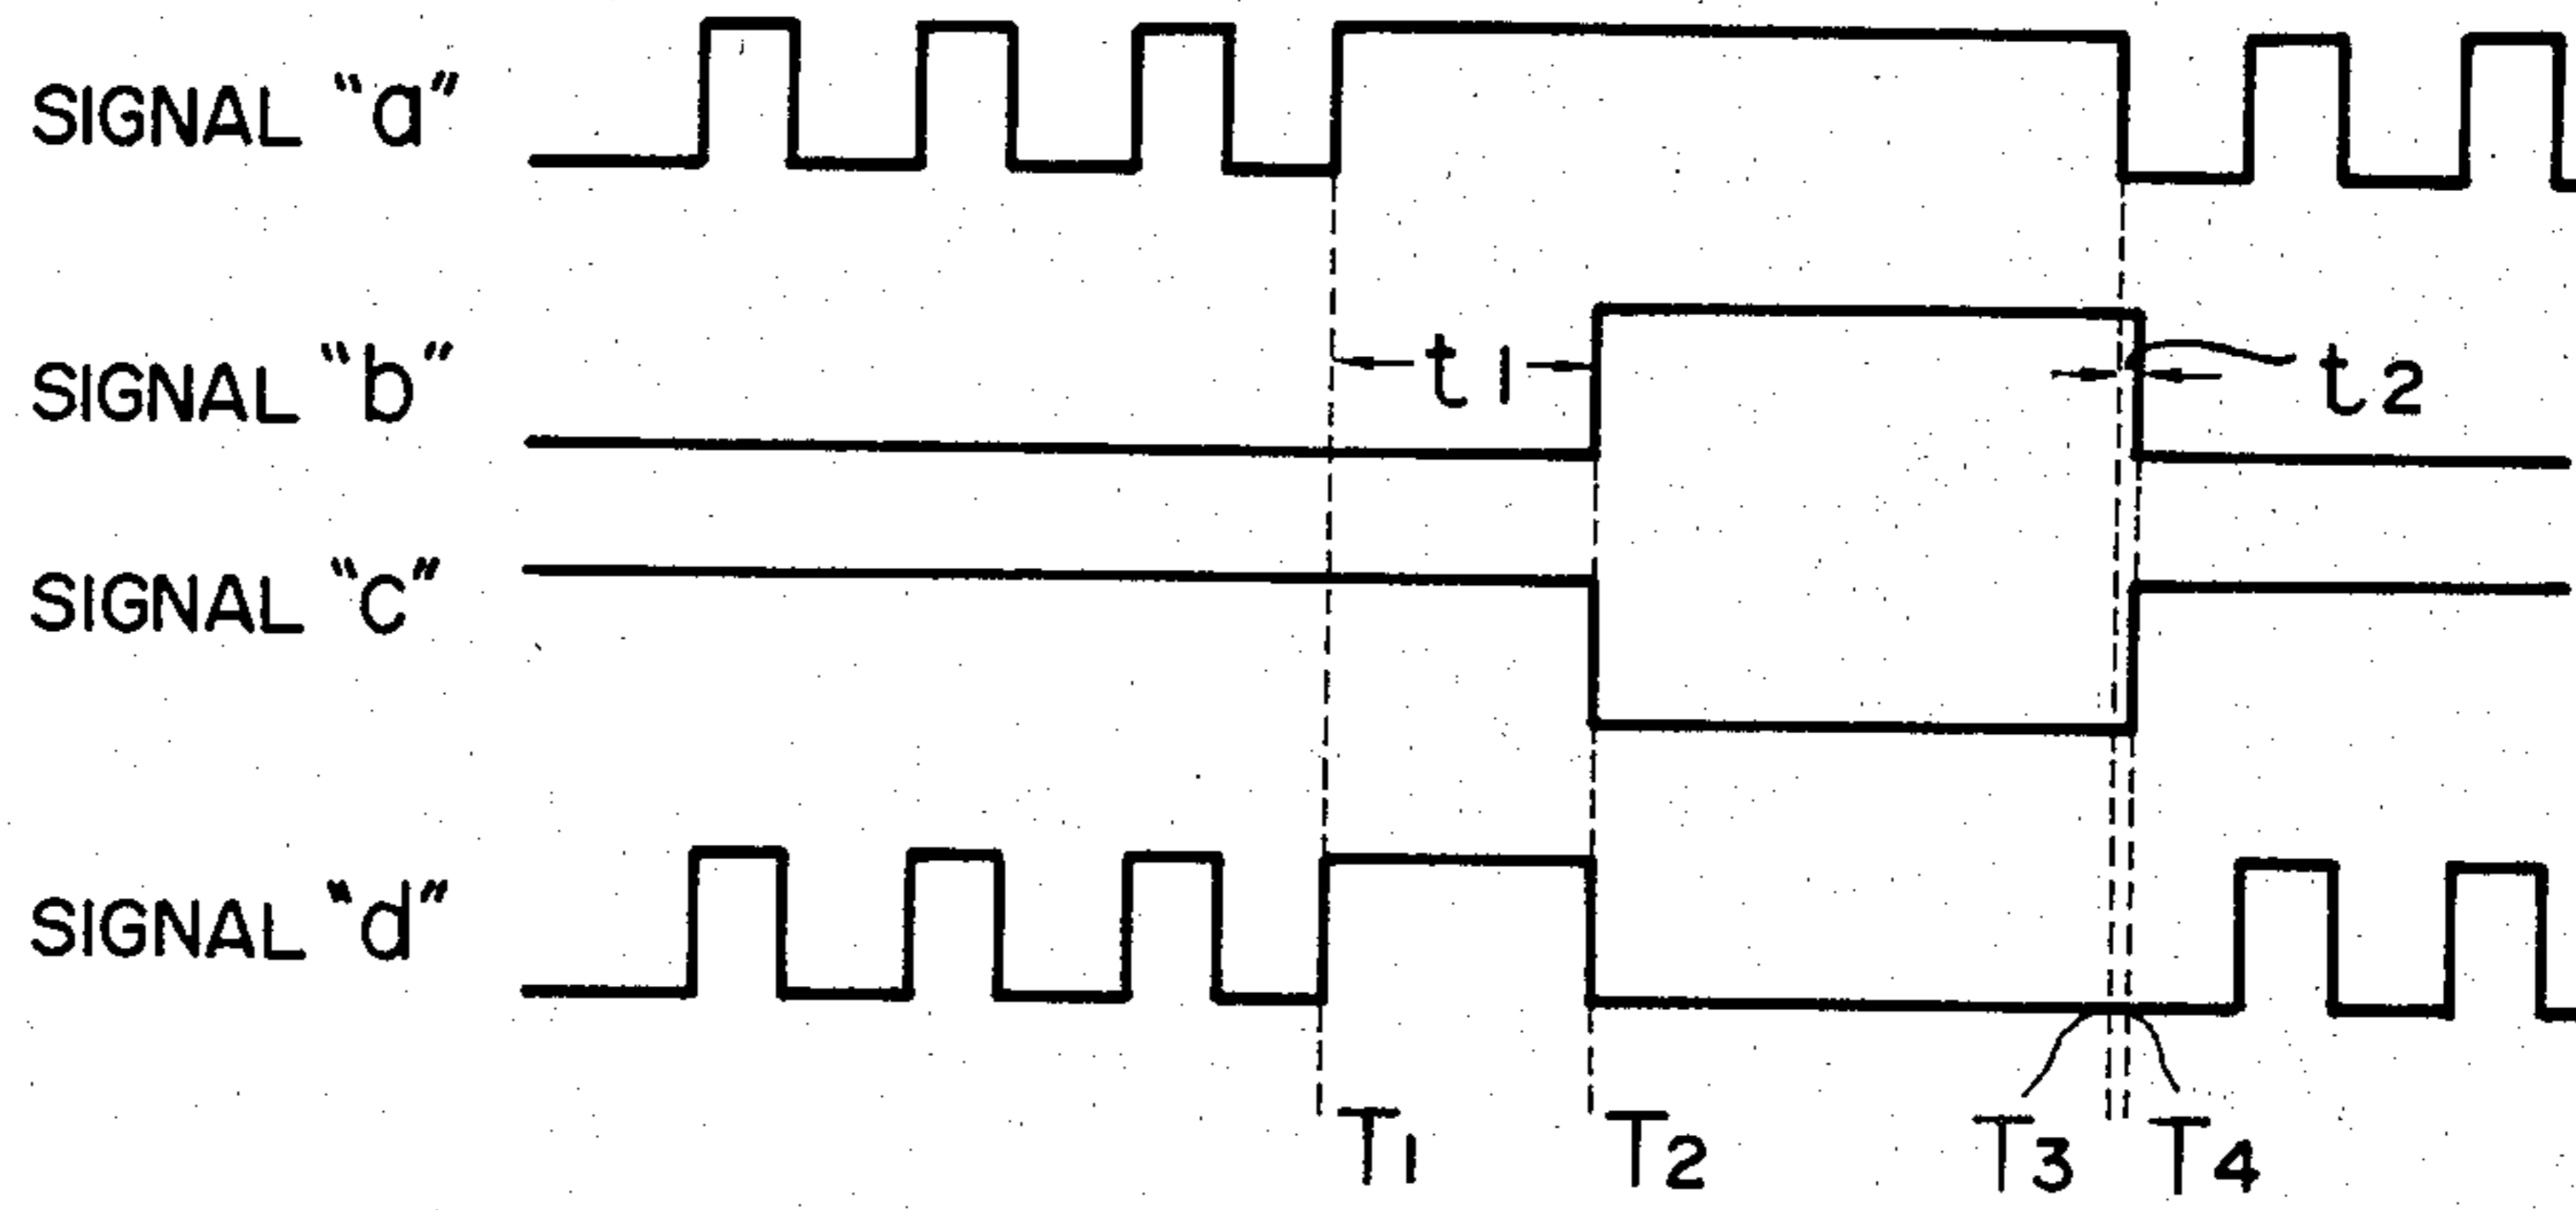 SIGNAL "a"
SIGNAL "b"
t1
t2
SIGNAL "c"
SIGNAL "d"
T1
T2
T3
T4